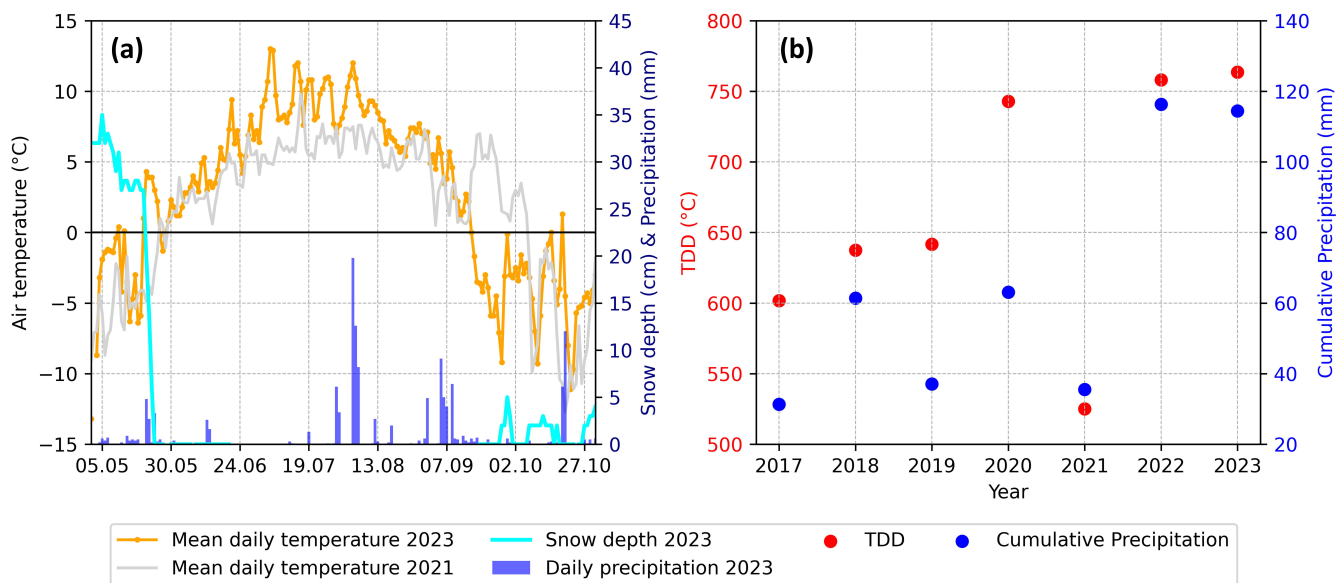 (a)
15
10
5
0
−5
−10
−15
Air temperature (°C)
45
40
35
30
25
20
15
10
5
0
Snow depth (cm) & Precipitation (mm)
05.05 30.05 24.06 19.07 13.08 07.09 02.10 27.10
(b)
800
750
700
650
600
550
500
TDD (°C)
140
120
100
80
60
40
20
Cumulative Precipitation (mm)
2017 2018 2019 2020 2021 2022 2023
Year
Mean daily temperature 2023
Mean daily temperature 2021
Snow depth 2023
Daily precipitation 2023
TDD
Cumulative Precipitation